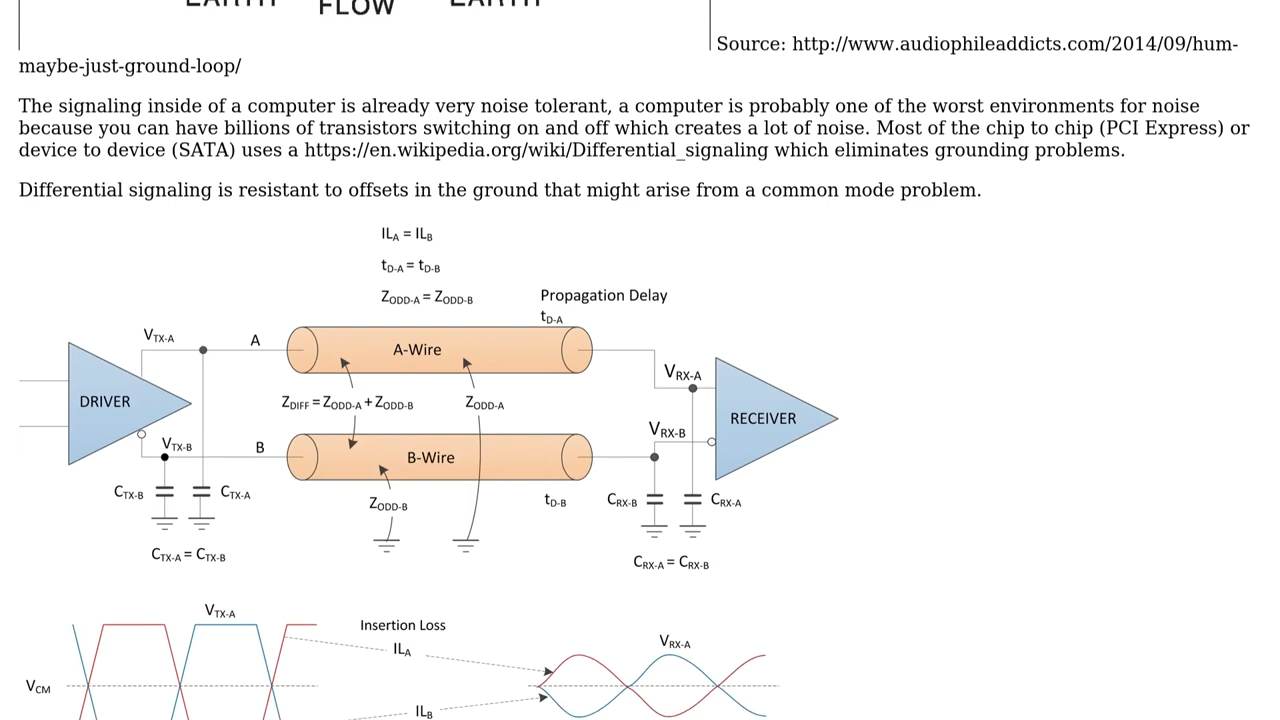 EARTH FLOW EARTH
Source: http://www.audiophileaddicts.com/2014/09/hum-
maybe-just-ground-loop/
The signaling inside of a computer is already very noise tolerant, a computer is probably one of the worst environments for noise
because you can have billions of transistors switching on and off which creates a lot of noise. Most of the chip to chip (PCI Express) or
device to device (SATA) uses a https://en.wikipedia.org/wiki/Differential_signaling which eliminates grounding problems.
Differential signaling is resistant to offsets in the ground that might arise from a common mode problem.
ILA = ILB
tD-A = tD-B
ZODD-A = ZODD-B
Propagation Delay
tD-A
VTX-A
A
A-Wire
VRX-A
DRIVER
ZDIFF = ZODD-A + ZODD-B
ZODD-A
RECEIVER
VRX-B
VTX-B
B
B-Wire
CTX-B
CTX-A
ZODD-B
tD-B
CRX-B
CRX-A
CTX-A = CTX-B
CRX-A = CRX-B
VTX-A
Insertion Loss
ILA
VRX-A
VCM
ILB